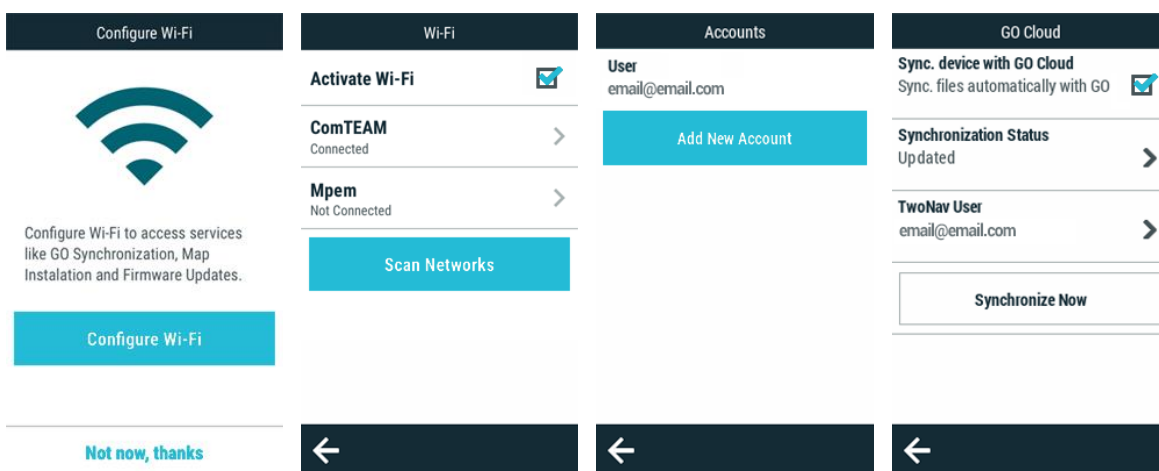 Configure Wi-Fi
Configure Wi-Fi to access services
like GO Synchronization, Map
Instalation and Firmware Updates.
Configure Wi-Fi
Not now, thanks
Wi-Fi
Activate Wi-Fi
ComTEAM
Connected
Mpem
Not Connected
Scan Networks
Accounts
User
email@email.com
Add New Account
GO Cloud
Sync. device with GO Cloud
Sync. files automatically with GO
Synchronization Status
Updated
TwoNav User
email@email.com
Synchronize Now